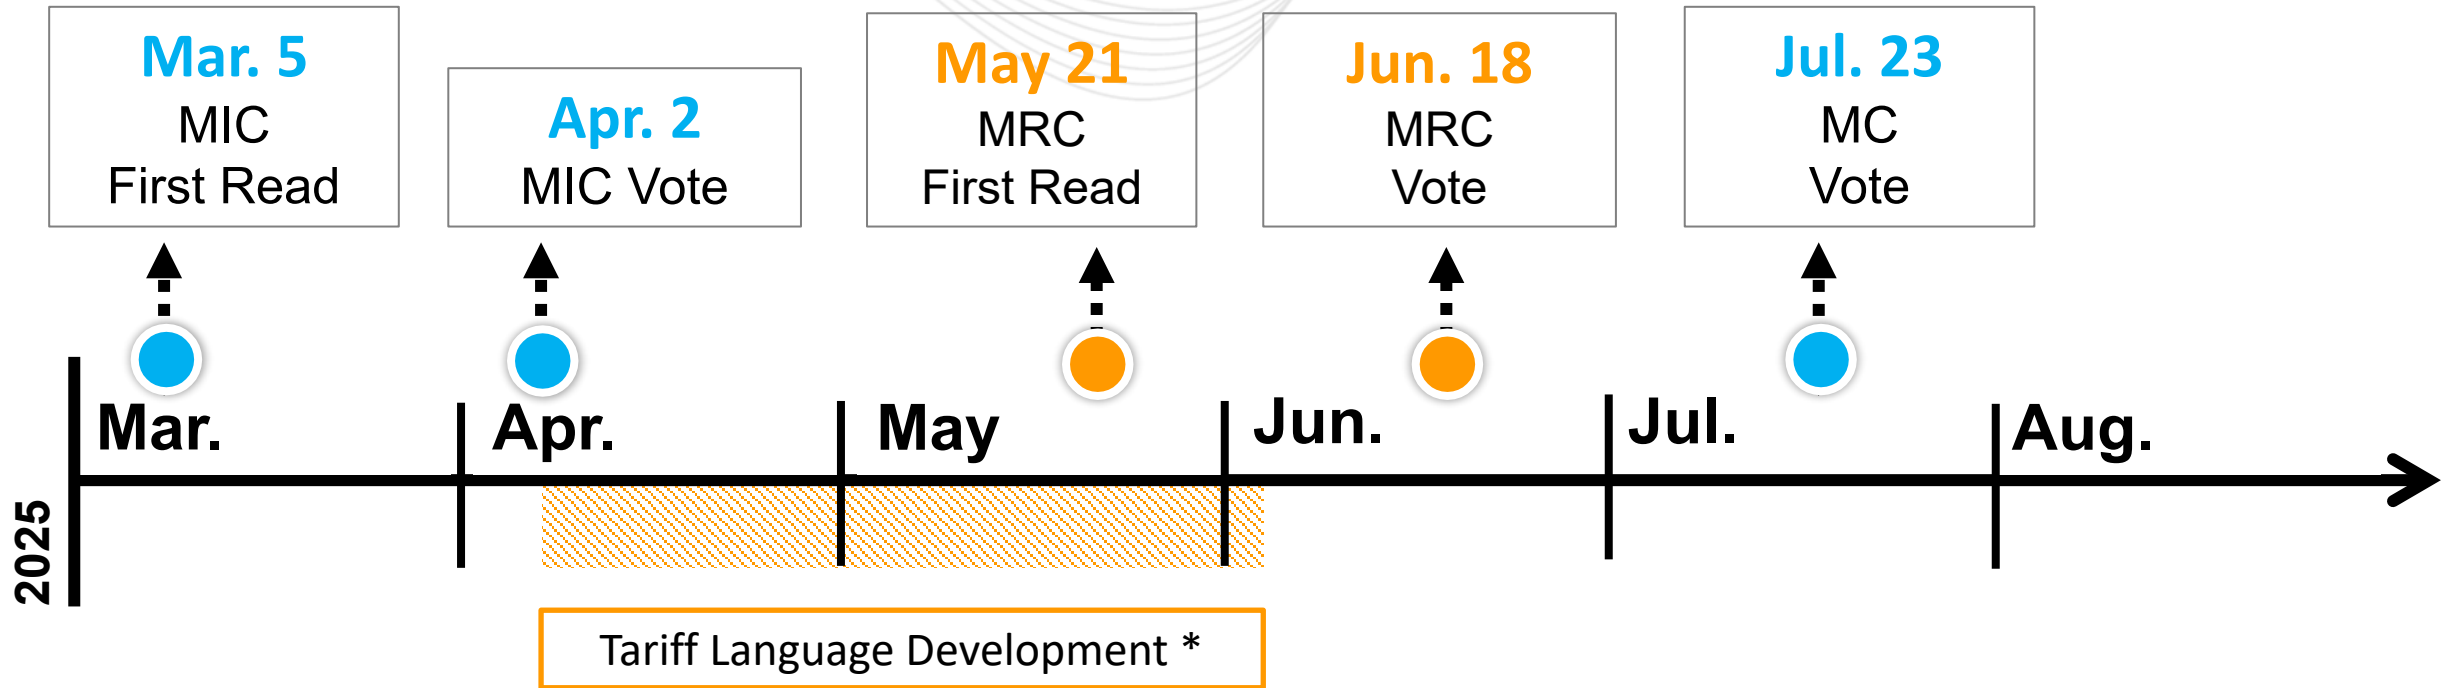 Mar. 5
MIC
First Read
Apr. 2
MIC Vote
May 21
MRC
First Read
Jun. 18
MRC
Vote
Jul. 23
MC
Vote
Mar.
Apr.
May
Jun.
Jul.
Aug.
2025
Tariff Language Development *